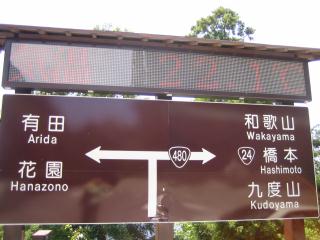 有田
Arida
花園
Hanazono
480
和歌山
Wakayama
24 橋本
Hashimoto
九度山
Kudoyama